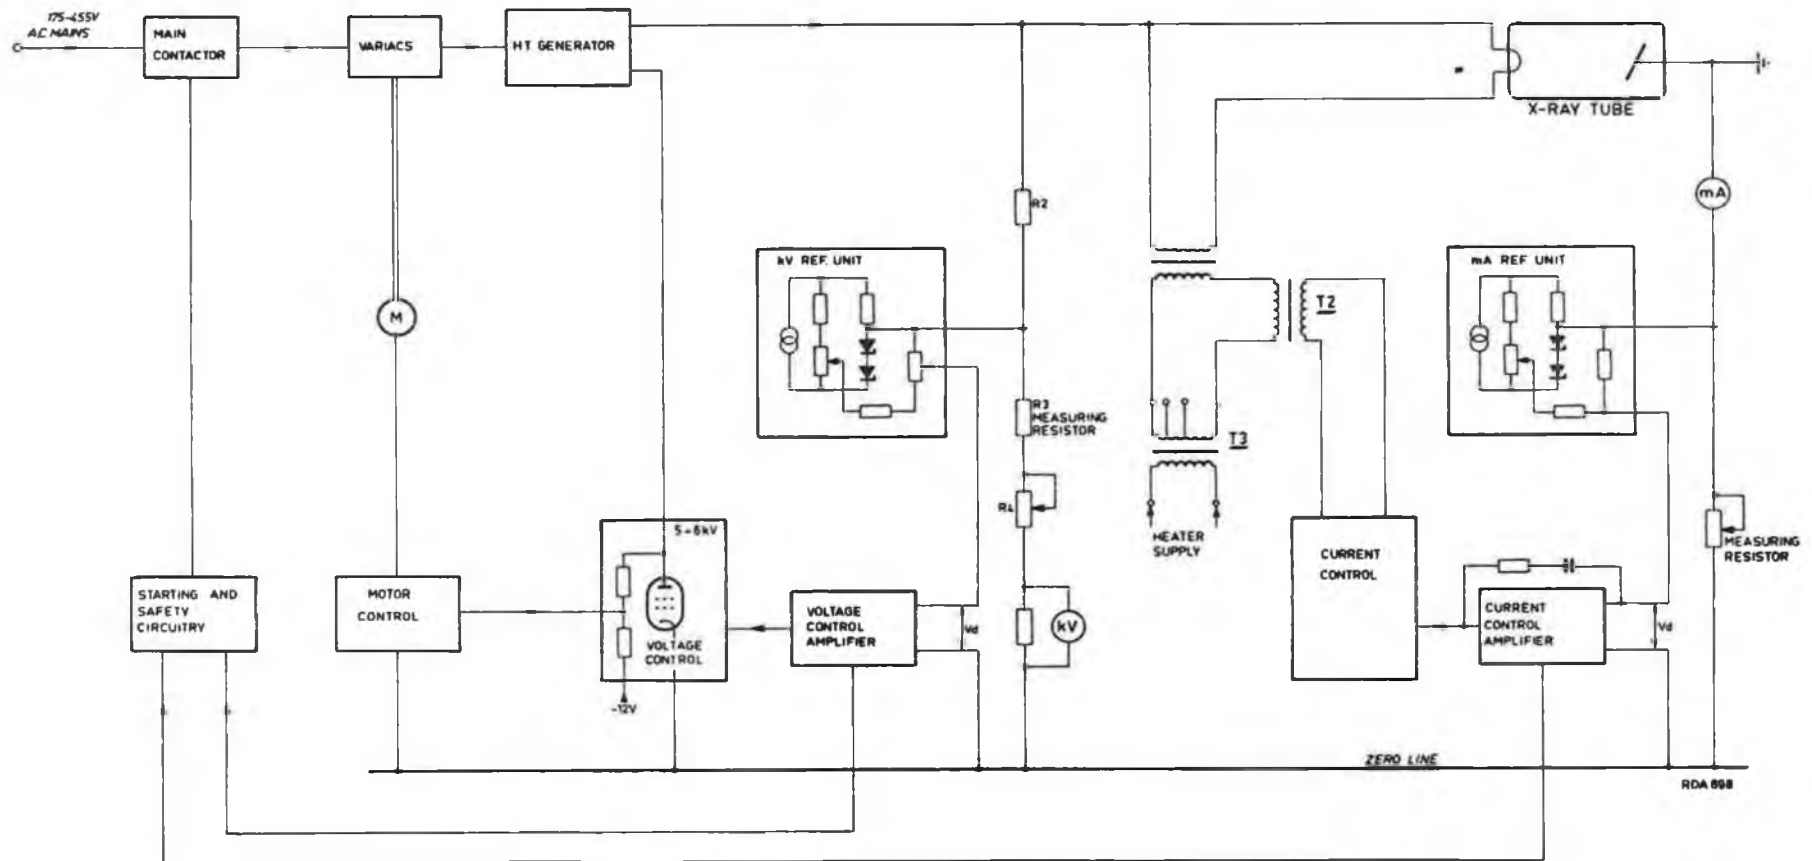 175-455V
A.C MAINS
MAIN
CONTACTOR
VARIACS
HT GENERATOR
X-RAY TUBE
mA
R2
kV REF. UNIT
mA REF UNIT
T2
M
R3
MEASURING
RESISTOR
T3
R4
HEATER
SUPPLY
MEASURING
RESISTOR
5-6kV
CURRENT
CONTROL
STARTING AND
SAFETY
CIRCUITRY
MOTOR
CONTROL
VOLTAGE
CONTROL
-12V
VOLTAGE
CONTROL
AMPLIFIER
Vd
kV
CURRENT
CONTROL
AMPLIFIER
Vd
ZERO LINE
RDA 698